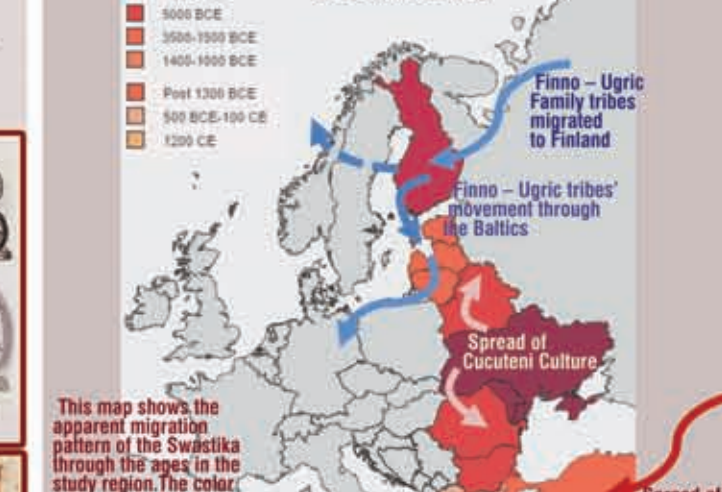 5000 BCE
3500-1500 BCE
1400-1000 BCE
Post 1300 BCE
500 BCE-100 CE
1200 CE
Finno – Ugric
Family tribes
migrated
to Finland
Finno – Ugric tribes'
movement through
the Baltics
Spread of
Cucuteni Culture
This map shows the
apparent migration
pattern of the Swastika
through the ages in the
study region. The color
Spread of